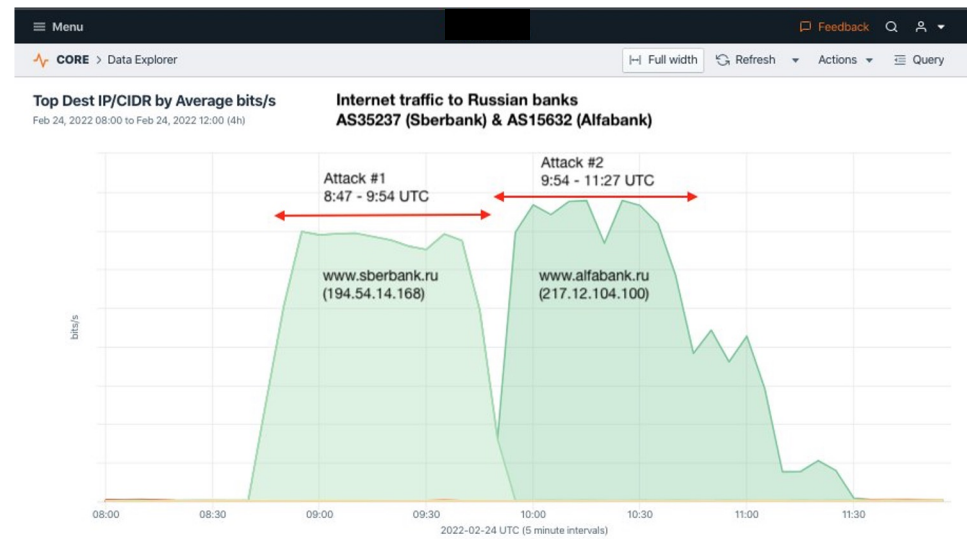 Menu
Feedback
CORE > Data Explorer
Full width
Refresh
Actions
Query
Top Dest IP/CIDR by Average bits/s
Feb 24, 2022 08:00 to Feb 24, 2022 12:00 (4h)
Internet traffic to Russian banks
AS35237 (Sberbank) & AS15632 (Alfabank)
Attack #1
8:47 - 9:54 UTC
Attack #2
9:54 - 11:27 UTC
www.sberbank.ru
(194.54.14.168)
www.alfabank.ru
(217.12.104.100)
bits/s
08:00
08:30
09:00
09:30
10:00
10:30
11:00
11:30
2022-02-24 UTC (5 minute intervals)